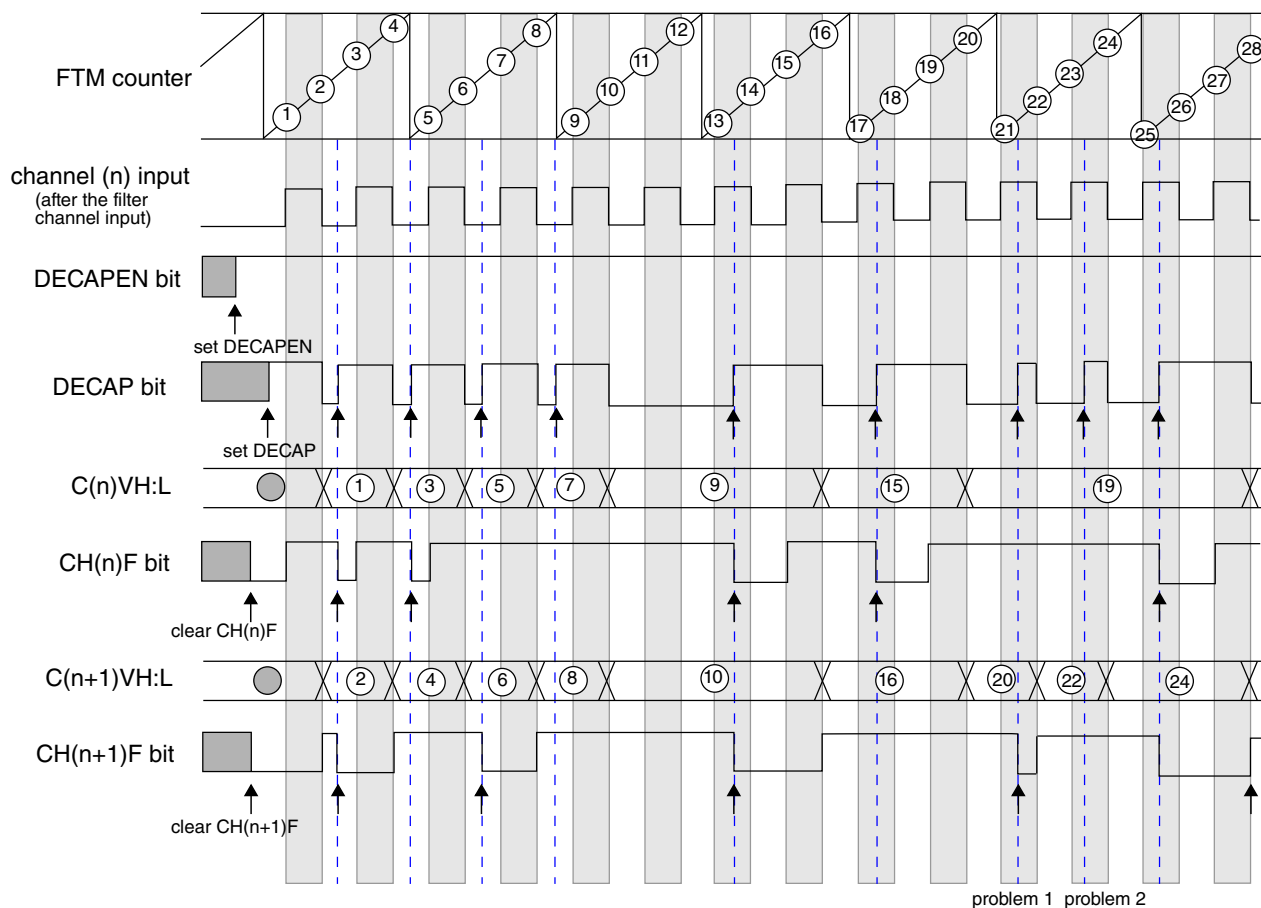 4 8 12 16 20 24 28
3 7 11 15 19 23 27
2 6 10 14 18 22 26
1 5 9 13 17 21 25
FTM counter
channel (n) input
(after the filter
channel input)
DECAPEN bit
set DECAPEN
DECAP bit
set DECAP
C(n)VH:L 1 3 5 7 9 15 19
CH(n)F bit
clear CH(n)F
C(n+1)VH:L 2 4 6 8 10 16 20 22 24
CH(n+1)F bit
clear CH(n+1)F
problem 1 problem 2